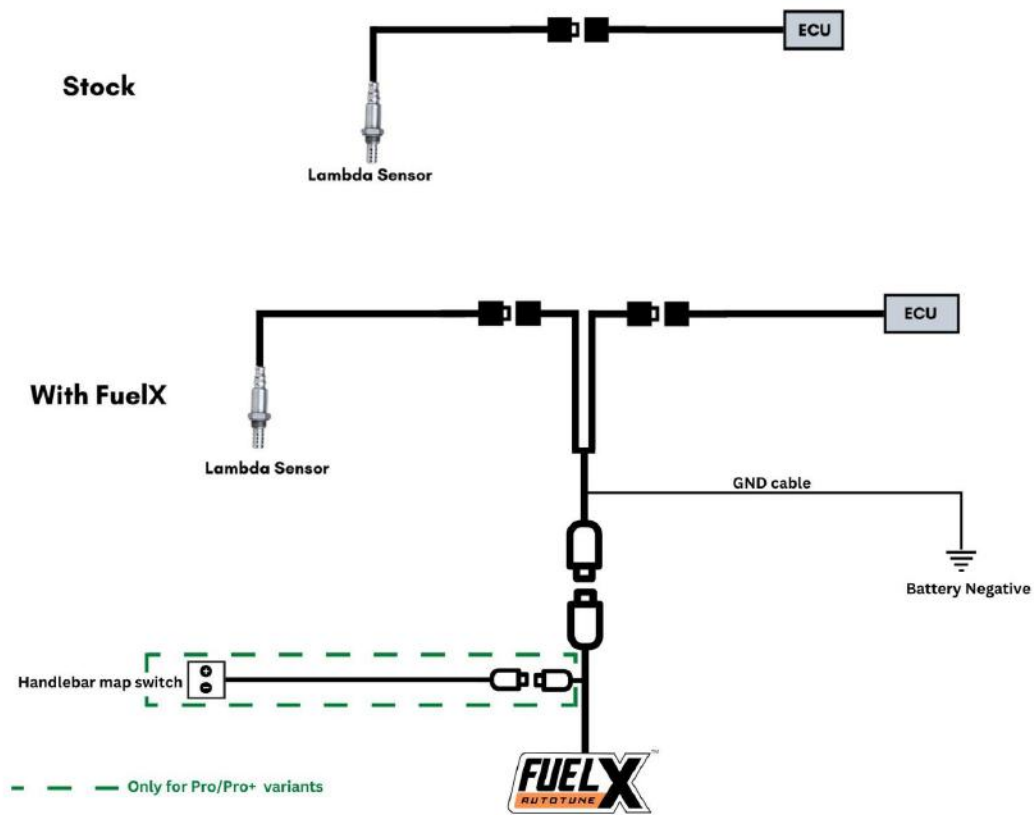 ECU
Stock
Lambda Sensor
ECU
With FuelX
Lambda Sensor
GND cable
Battery Negative
Handlebar map switch
FUEL X™
AUTOTUNE
Only for Pro/Pro+ variants